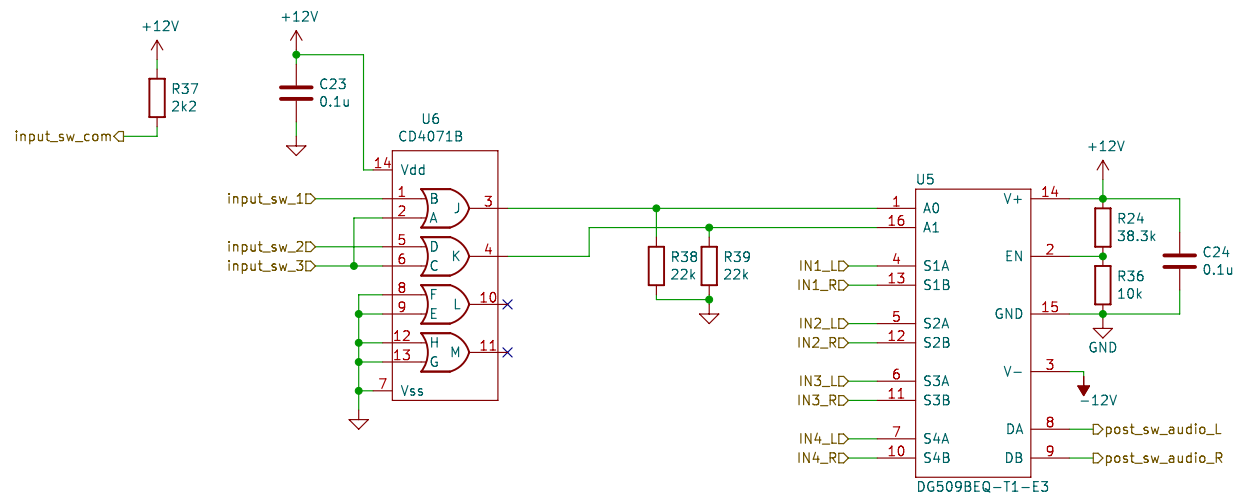 +12V
R37
2k2
input_sw_com
+12V
C23
0.1u
U6
CD4071B
14 Vdd
input_sw_1 1 B
2 A
J 3
input_sw_2 5 D
input_sw_3 6 C
K 4
8 F
9 E
L 10
12 H
13 G
M 11
7 Vss
R38
22k
R39
22k
U5
1 A0
16 A1
IN1_L 4 S1A
IN1_R 13 S1B
IN2_L 5 S2A
IN2_R 12 S2B
IN3_L 6 S3A
IN3_R 11 S3B
IN4_L 7 S4A
IN4_R 10 S4B
V+ 14
EN 2
GND 15
V- 3
DA 8 post_sw_audio_L
DB 9 post_sw_audio_R
DG509BEQ-T1-E3
+12V
R24
38.3k
R36
10k
C24
0.1u
GND
-12V